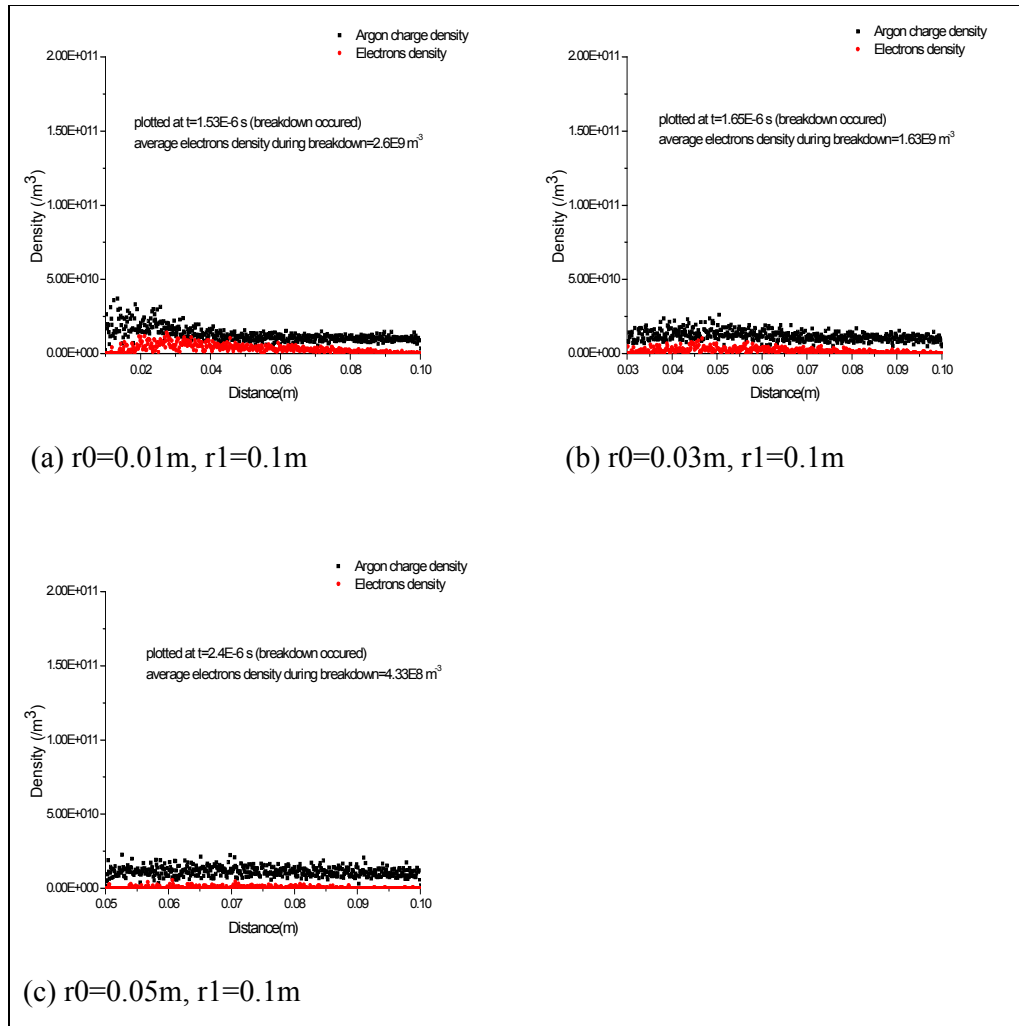 Argon charge density
Electrons density
2.00E+011
1.50E+011
1.00E+011
5.00E+010
0.00E+000
Density (/m³)
plotted at t=1.53E-6 s (breakdown occured)
average electrons density during breakdown=2.6E9 m⁻³
0.02 0.04 0.06 0.08 0.10
Distance(m)
(a) r0=0.01m, r1=0.1m
Argon charge density
Electrons density
2.00E+011
1.50E+011
1.00E+011
5.00E+010
0.00E+000
Density (/m³)
plotted at t=1.65E-6 s (breakdown occured)
average electrons density during breakdown=1.63E9 m⁻³
0.03 0.04 0.05 0.06 0.07 0.08 0.09 0.10
Distance(m)
(b) r0=0.03m, r1=0.1m
Argon charge density
Electrons density
2.00E+011
1.50E+011
1.00E+011
5.00E+010
0.00E+000
Density (/m³)
plotted at t=2.4E-6 s (breakdown occured)
average electrons density during breakdown=4.33E8 m⁻³
0.05 0.06 0.07 0.08 0.09 0.10
Distance(m)
(c) r0=0.05m, r1=0.1m